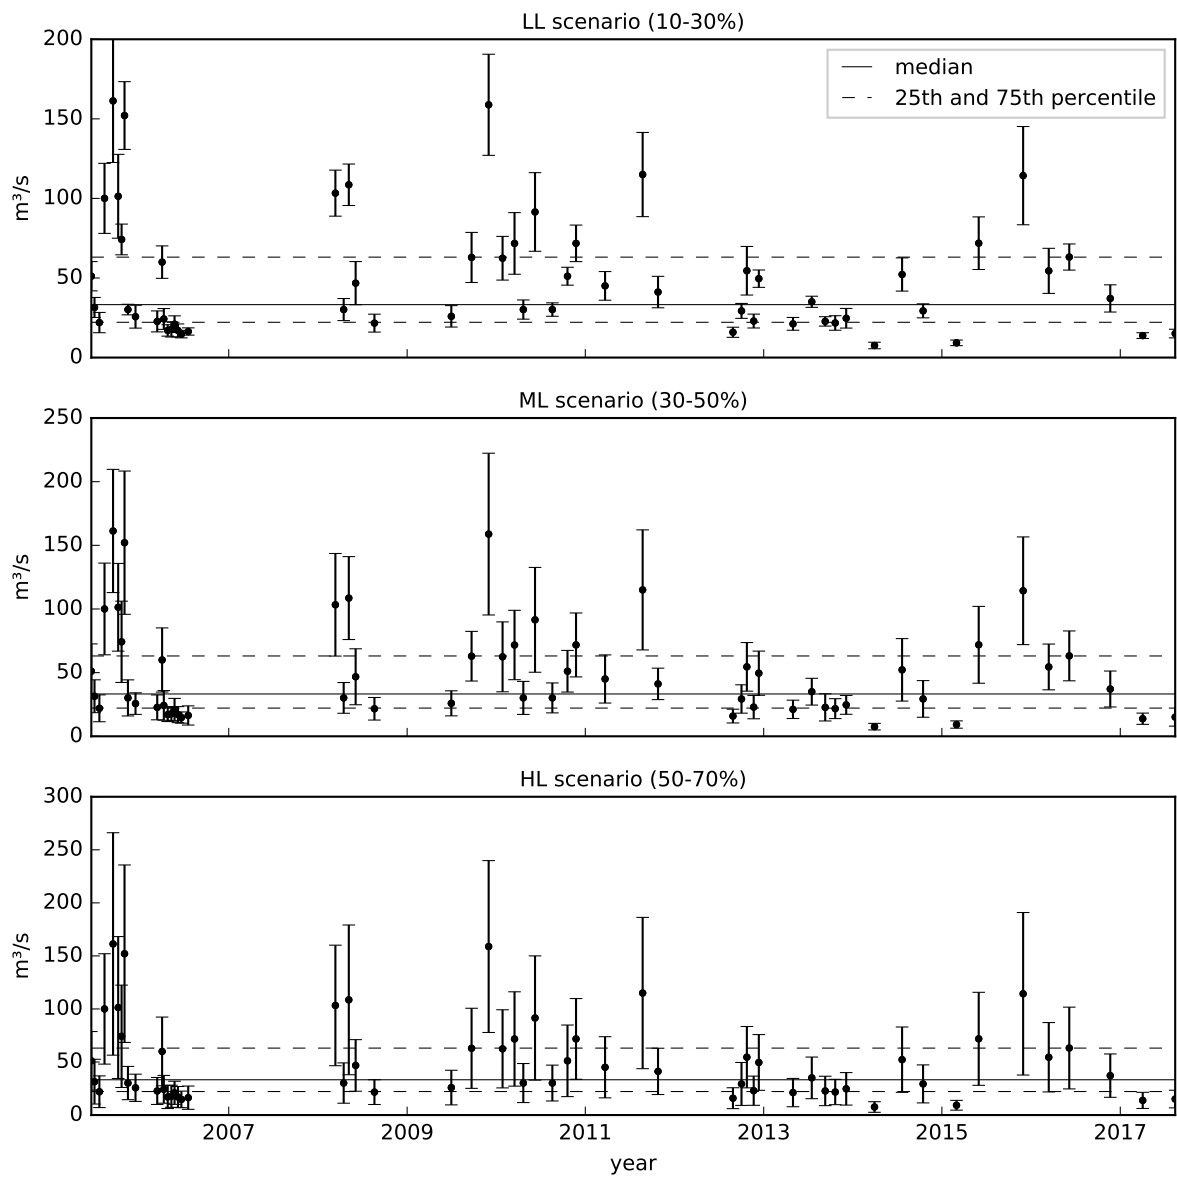 LL scenario (10-30%)
200
150
100
50
0
m³/s
median
25th and 75th percentile
ML scenario (30-50%)
250
200
150
100
50
0
m³/s
HL scenario (50-70%)
300
250
200
150
100
50
0
m³/s
2007 2009 2011 2013 2015 2017
year